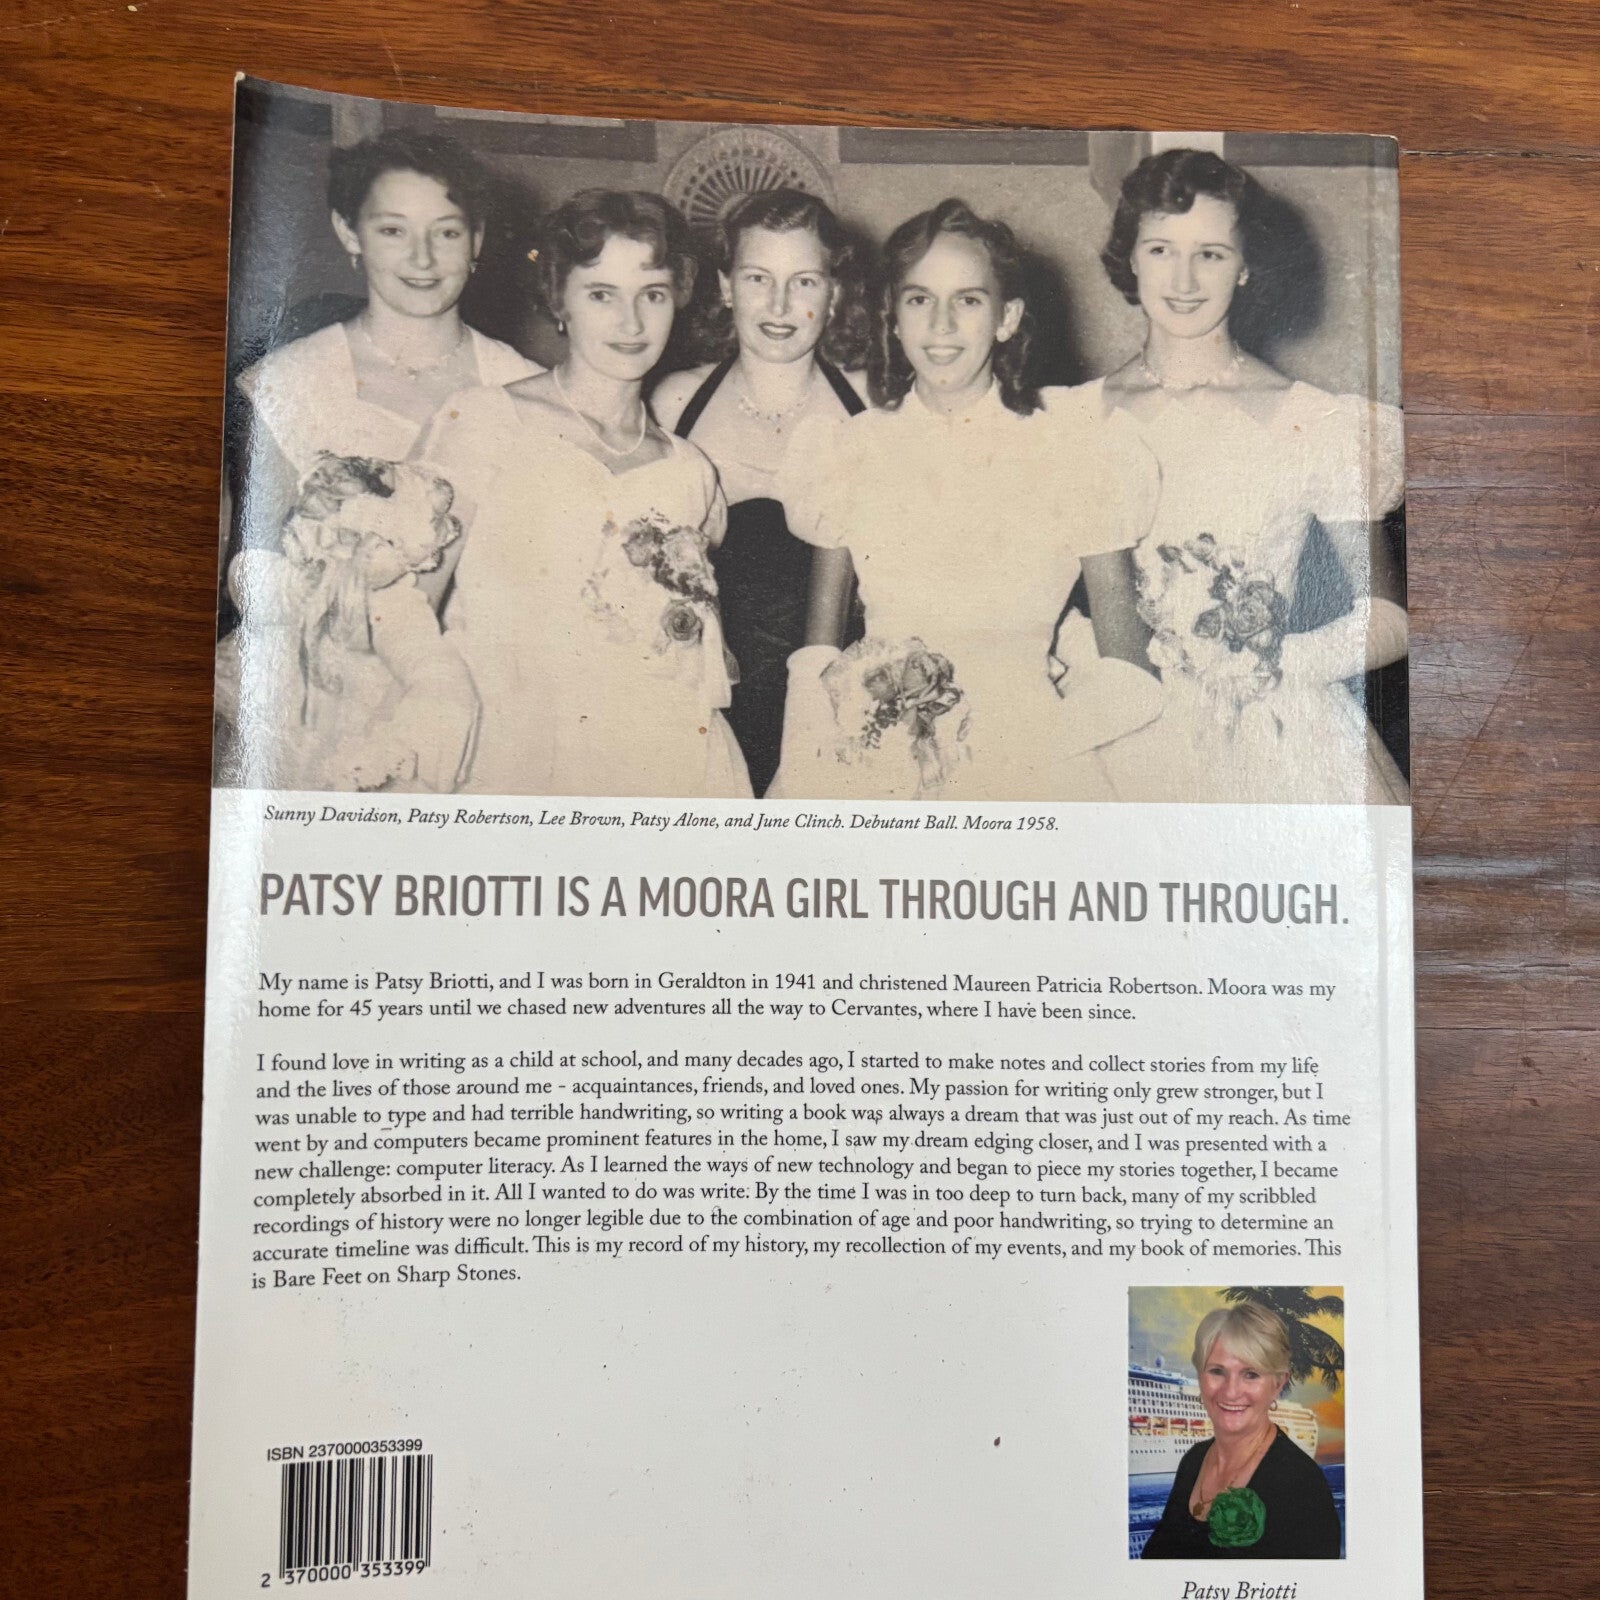 Sunny Davidson, Patsy Robertson, Lee Brown, Patsy Alone, and June Clinch. Debutant Ball. Moora 1958.
PATSY BRIOTTI IS A MOORA GIRL THROUGH AND THROUGH.
My name is Patsy Briotti, and I was born in Geraldton in 1941 and christened Maureen Patricia Robertson. Moora was my
home for 45 years until we chased new adventures all the way to Cervantes, where I have been since.
I found love in writing as a child at school, and many decades ago, I started to make notes and collect stories from my life
and the lives of those around me - acquaintances, friends, and loved ones. My passion for writing only grew stronger, but I
was unable to type and had terrible handwriting, so writing a book was always a dream that was just out of my reach. As time
went by and computers became prominent features in the home, I saw my dream edging closer, and I was presented with a
new challenge: computer literacy. As I learned the ways of new technology and began to piece my stories together, I became
completely absorbed in it. All I wanted to do was write. By the time I was in too deep to turn back, many of my scribbled
recordings of history were no longer legible due to the combination of age and poor handwriting, so trying to determine an
accurate timeline was difficult. This is my record of my history, my recollection of my events, and my book of memories. This
is Bare Feet on Sharp Stones.
ISBN 2370000353399
2 370000 353399
Patsy Briotti